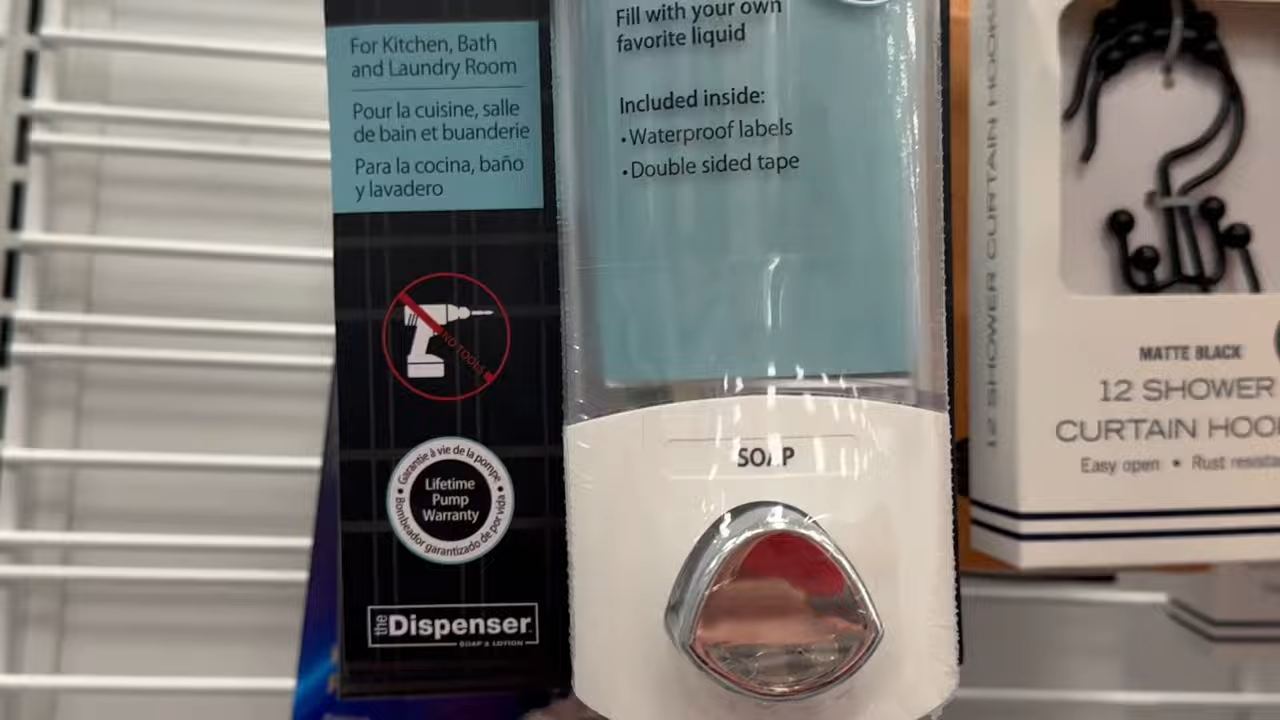 For Kitchen, Bath
and Laundry Room
Pour la cuisine, salle
de bain et buanderie
Para la cocina, baño
y lavadero
NO TOOLS
Garantie à vie de la pompe
Lifetime
Pump
Warranty
Bombeador garantizado de por vida
the Dispenser
SOAP & LOTION
Fill with your own
favorite liquid
Included inside:
• Waterproof labels
• Double sided tape
SOAP
12 SHOWER CURTAIN HOOKS
MATTE BLACK
12 SHOWER
CURTAIN HOO
Easy open • Rust resista